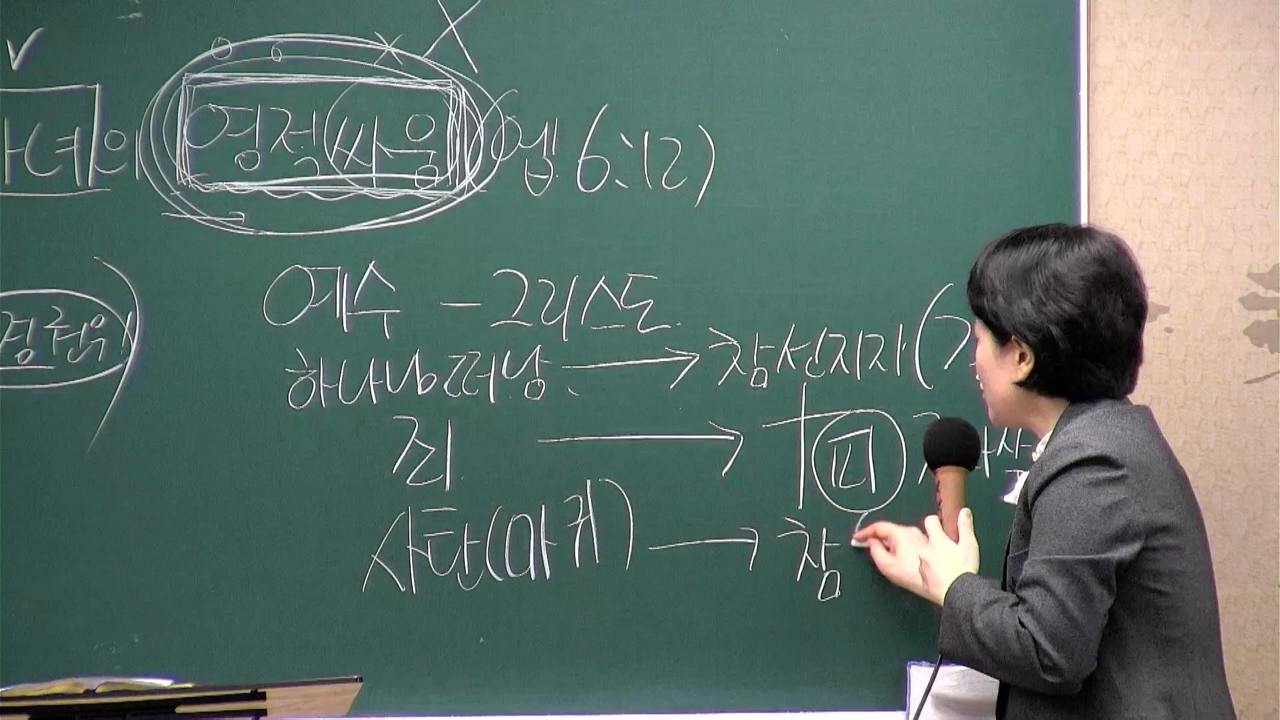 녀의 영적싸움 엡 6:12)
예수 - 그리스도
하나님떠남 → 참선지자(
죄 → 피
사탄(마귀) → 참